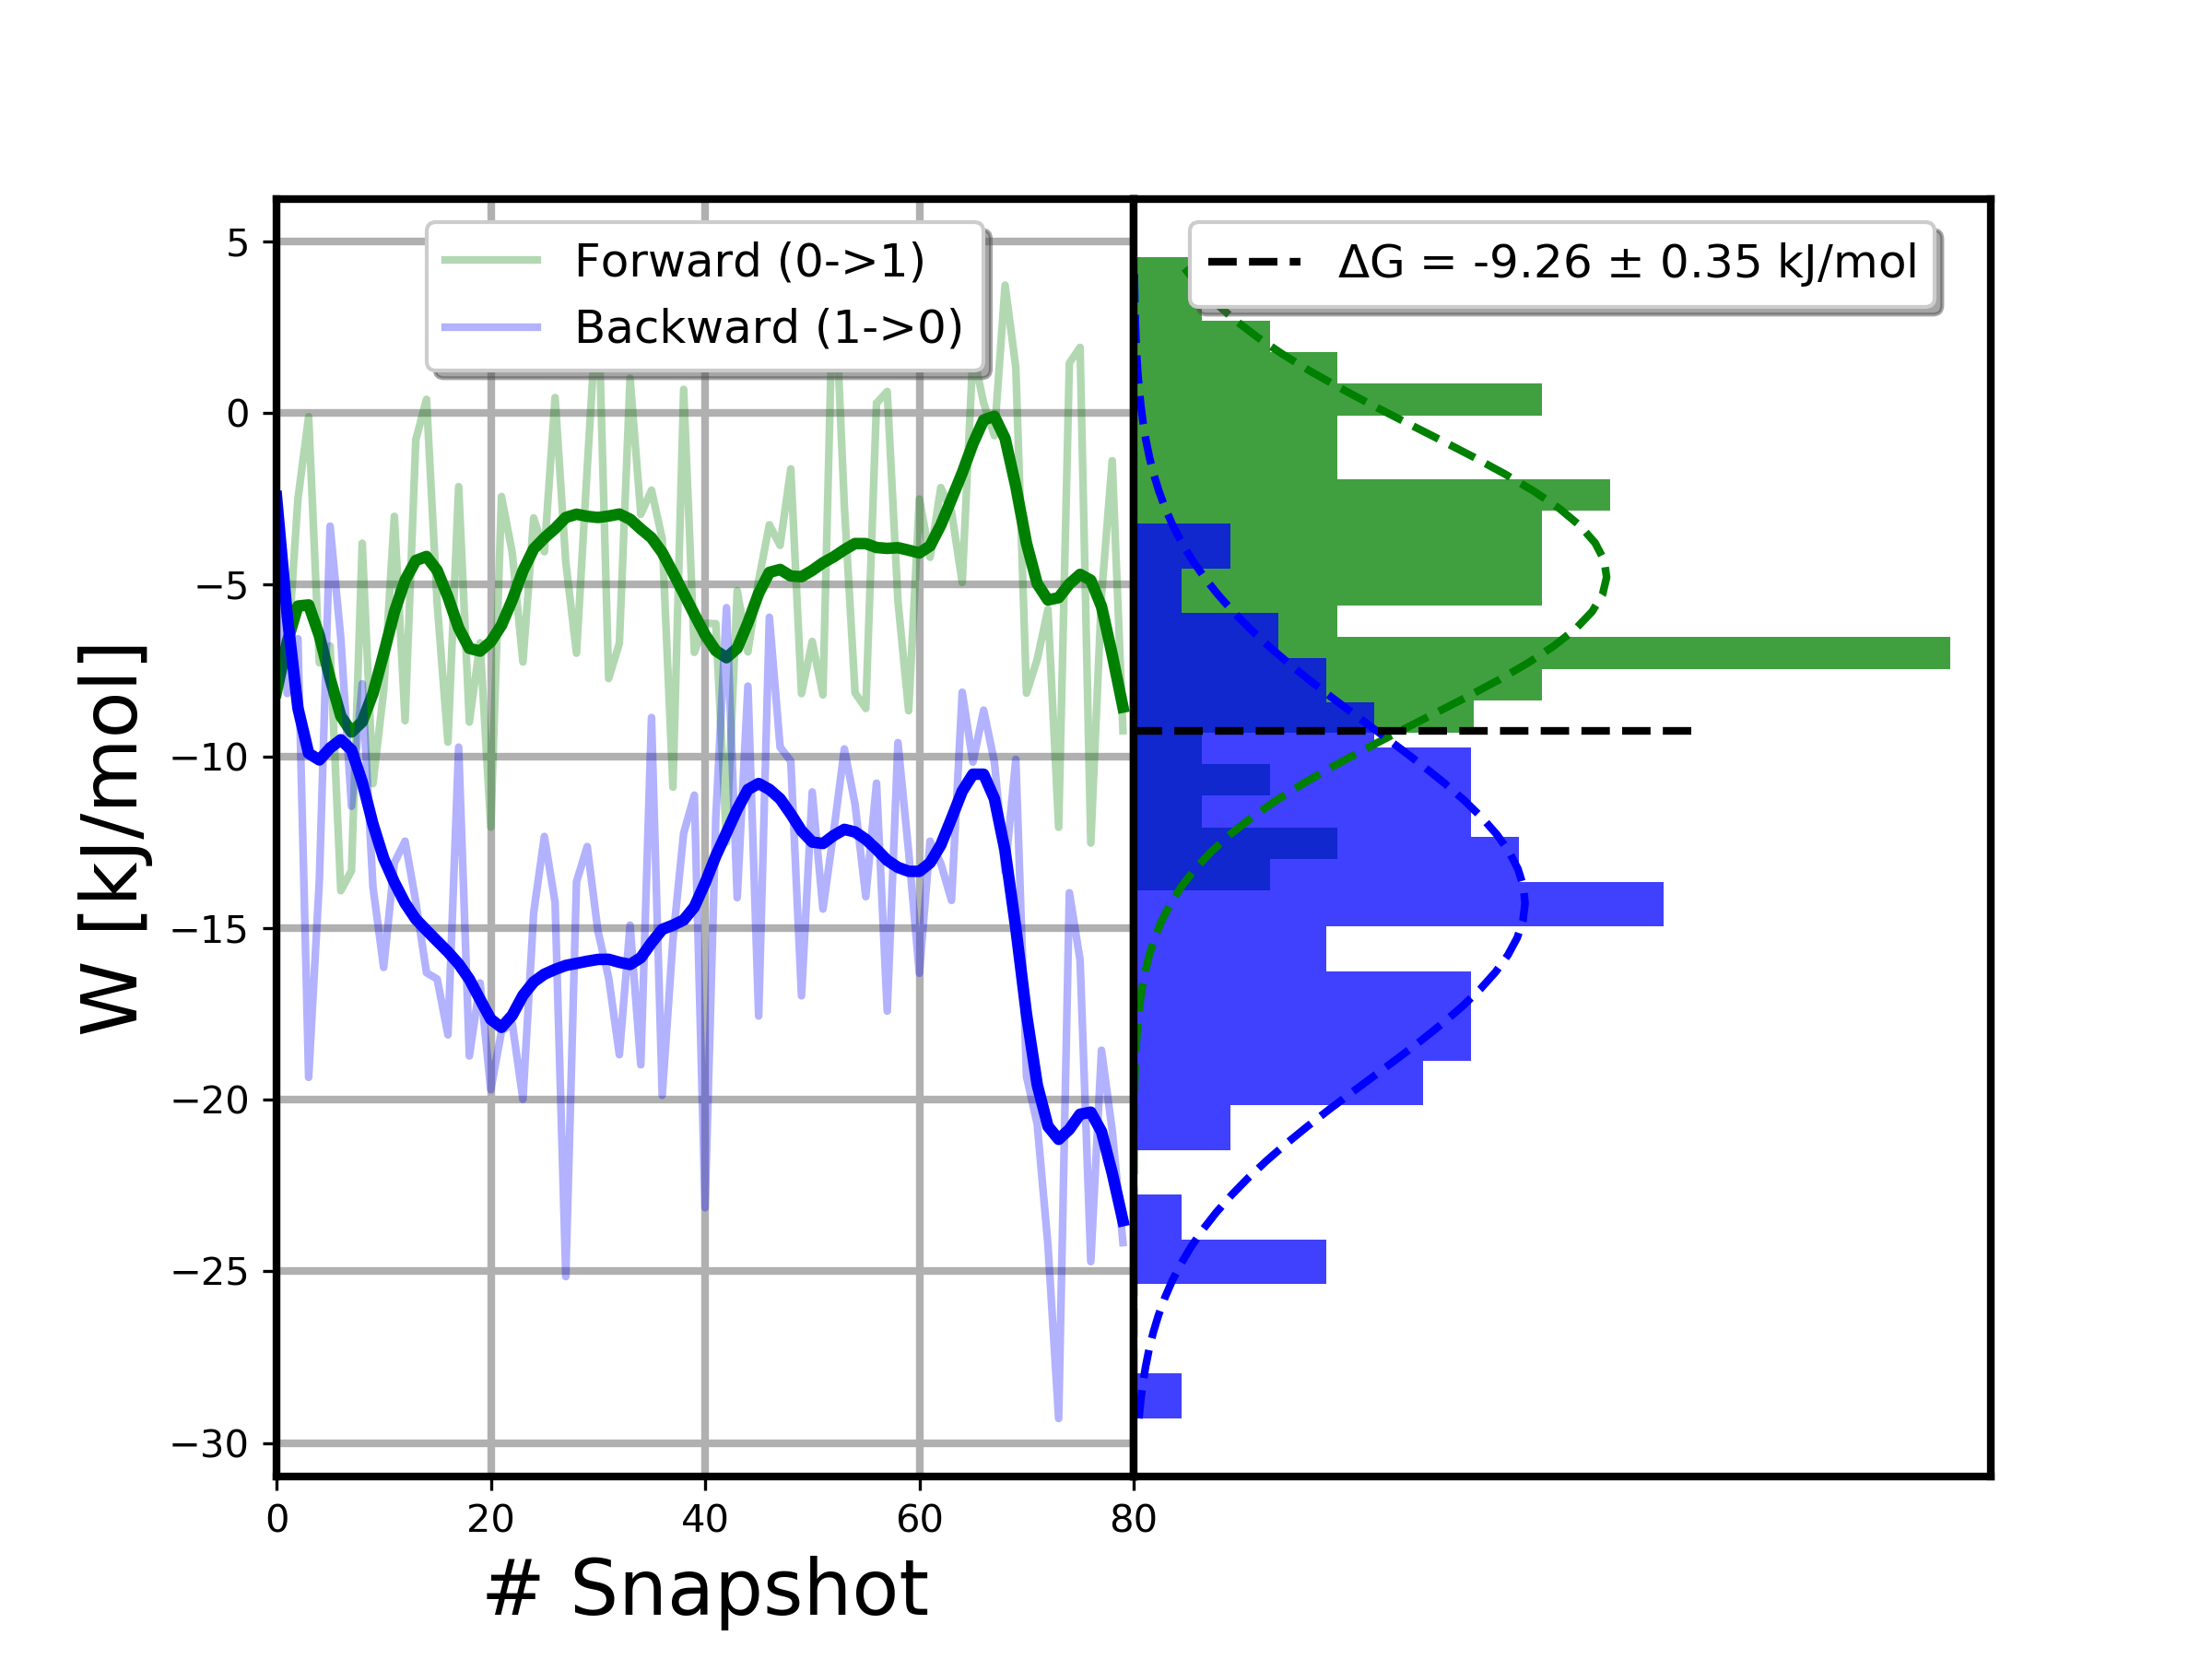 Forward (0->1)
Backward (1->0)
ΔG = -9.26 ± 0.35 kJ/mol
W [kJ/mol]
5
0
−5
−10
−15
−20
−25
−30
0 20 40 60 80
# Snapshot